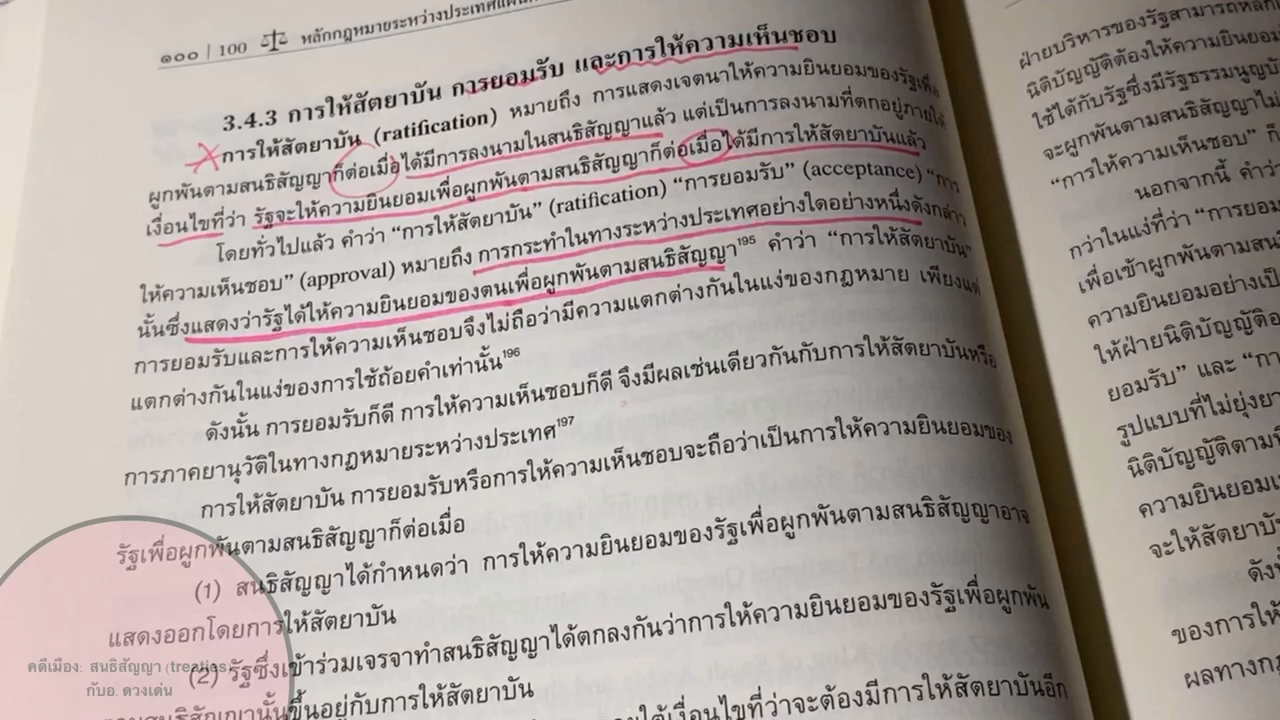 ๑๐๐ | 100 หลักกฎหมายระหว่างประเทศแผนก
3.4.3 การให้สัตยาบัน การยอมรับ และการให้ความเห็นชอบ
การให้สัตยาบัน (ratification) หมายถึง การแสดงเจตนาให้ความยินยอมของรัฐเพื่อ
ผูกพันตามสนธิสัญญาก็ต่อเมื่อได้มีการลงนามในสนธิสัญญาแล้ว แต่เป็นการลงนามที่ตกอยู่ภายใต้
เงื่อนไขที่ว่า รัฐจะให้ความยินยอมเพื่อผูกพันตามสนธิสัญญาก็ต่อเมื่อได้มีการให้สัตยาบันแล้ว
โดยทั่วไปแล้ว คำว่า “การให้สัตยาบัน” (ratification) “การยอมรับ” (acceptance) “การ
ให้ความเห็นชอบ” (approval) หมายถึง การกระทำในทางระหว่างประเทศอย่างใดอย่างหนึ่งดังกล่าว
นั้นซึ่งแสดงว่ารัฐได้ให้ความยินยอมของตนเพื่อผูกพันตามสนธิสัญญา195 คำว่า “การให้สัตยาบัน”
การยอมรับและการให้ความเห็นชอบจึงไม่ถือว่ามีความแตกต่างกันในแง่ของกฎหมาย เพียงแต่
แตกต่างกันในแง่ของการใช้ถ้อยคำเท่านั้น196
ดังนั้น การยอมรับก็ดี การให้ความเห็นชอบก็ดี จึงมีผลเช่นเดียวกันกับการให้สัตยาบันหรือ
การภาคยานุวัติในทางกฎหมายระหว่างประเทศ197
การให้สัตยาบัน การยอมรับหรือการให้ความเห็นชอบจะถือว่าเป็นการให้ความยินยอมของ
รัฐเพื่อผูกพันตามสนธิสัญญาก็ต่อเมื่อ
(1) สนธิสัญญาได้กำหนดว่า การให้ความยินยอมของรัฐเพื่อผูกพันตามสนธิสัญญาอาจ
แสดงออกโดยการให้สัตยาบัน
(2) รัฐซึ่งเข้าร่วมเจรจาทำสนธิสัญญาได้ตกลงกันว่าการให้ความยินยอมของรัฐเพื่อผูกพัน
ตามสนธิสัญญานั้นขึ้นอยู่กับการให้สัตยาบัน
ภายใต้เงื่อนไขที่ว่าจะต้องมีการให้สัตยาบันอีก
คดีเมือง: สนธิสัญญา (treaties)
กับอ. ดวงเด่น
ฝ่ายบริหารของรัฐสามารถหลีก
นิติบัญญัติต้องให้ความยินยอม
ใช้ได้กับรัฐซึ่งมีรัฐธรรมนูญบั
จะผูกพันตามสนธิสัญญาไม่
“การให้ความเห็นชอบ” ก็
นอกจากนี้ คำว่า
กว่าในแง่ที่ว่า “การยอม
เพื่อเข้าผูกพันตามสน
ความยินยอมอย่างเป็
ให้ฝ่ายนิติบัญญัติอ
ยอมรับ” และ “กา
รูปแบบที่ไม่ยุ่งยา
นิติบัญญัติตามที
ความยินยอมเ
จะให้สัตยาบั
ดังนั
ของการให้
ผลทางก